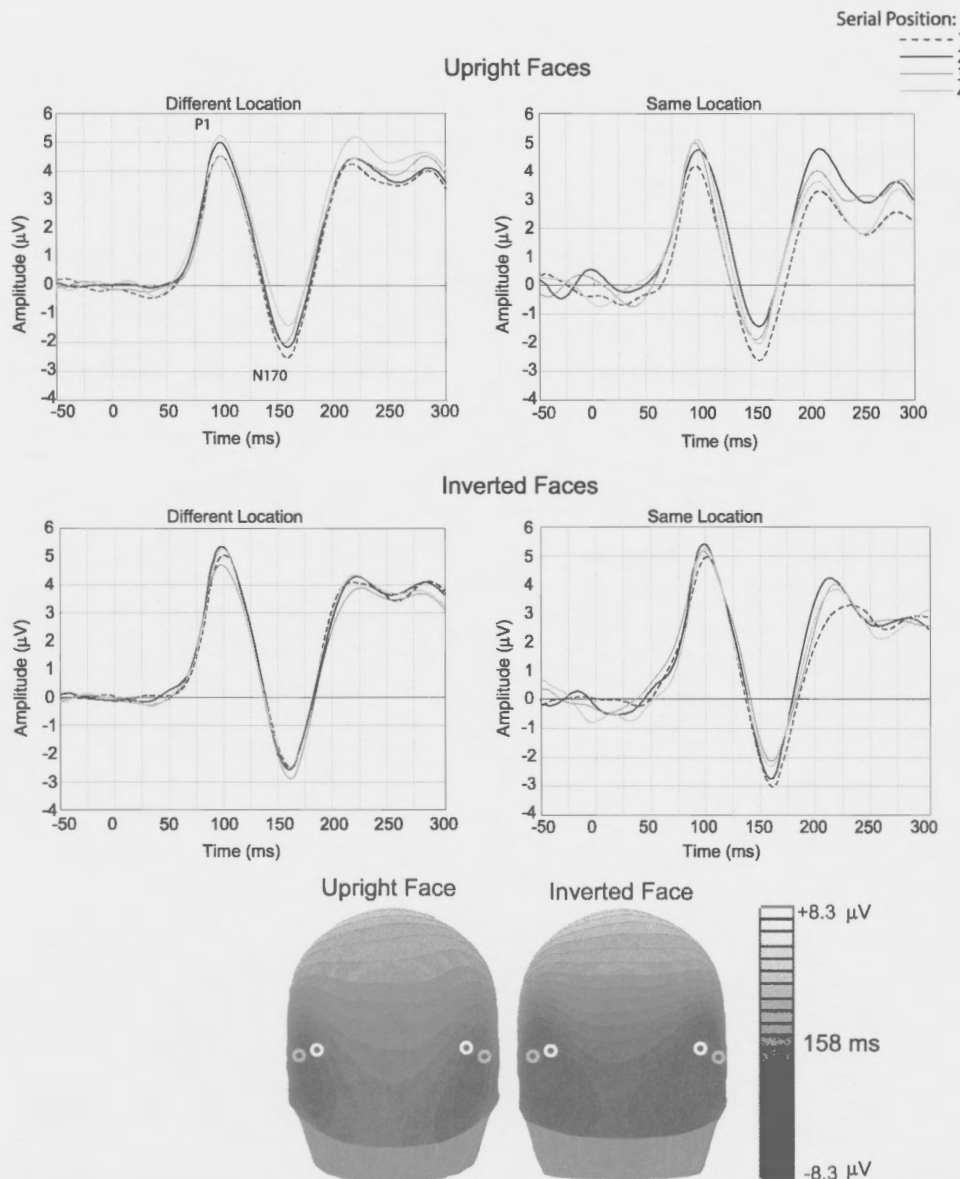 Serial Position:
Upright Faces
Different Location
P1
6
5
4
3
2
1
0
-1
-2
-3
-4
Amplitude (µV)
N170
-50 0 50 100 150 200 250 300
Time (ms)
Same Location
6
5
4
3
2
1
0
-1
-2
-3
-4
Amplitude (µV)
-50 0 50 100 150 200 250 300
Time (ms)
Inverted Faces
Different Location
6
5
4
3
2
1
0
-1
-2
-3
-4
Amplitude (µV)
-50 0 50 100 150 200 250 300
Time (ms)
Same Location
6
5
4
3
2
1
0
-1
-2
-3
-4
Amplitude (µV)
-50 0 50 100 150 200 250 300
Time (ms)
Upright Face Inverted Face
+8.3 µV
158 ms
-8.3 µV